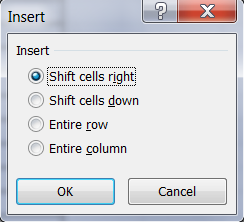 Insert
Insert
Shift cells right
Shift cells down
Entire row
Entire column
OK Cancel